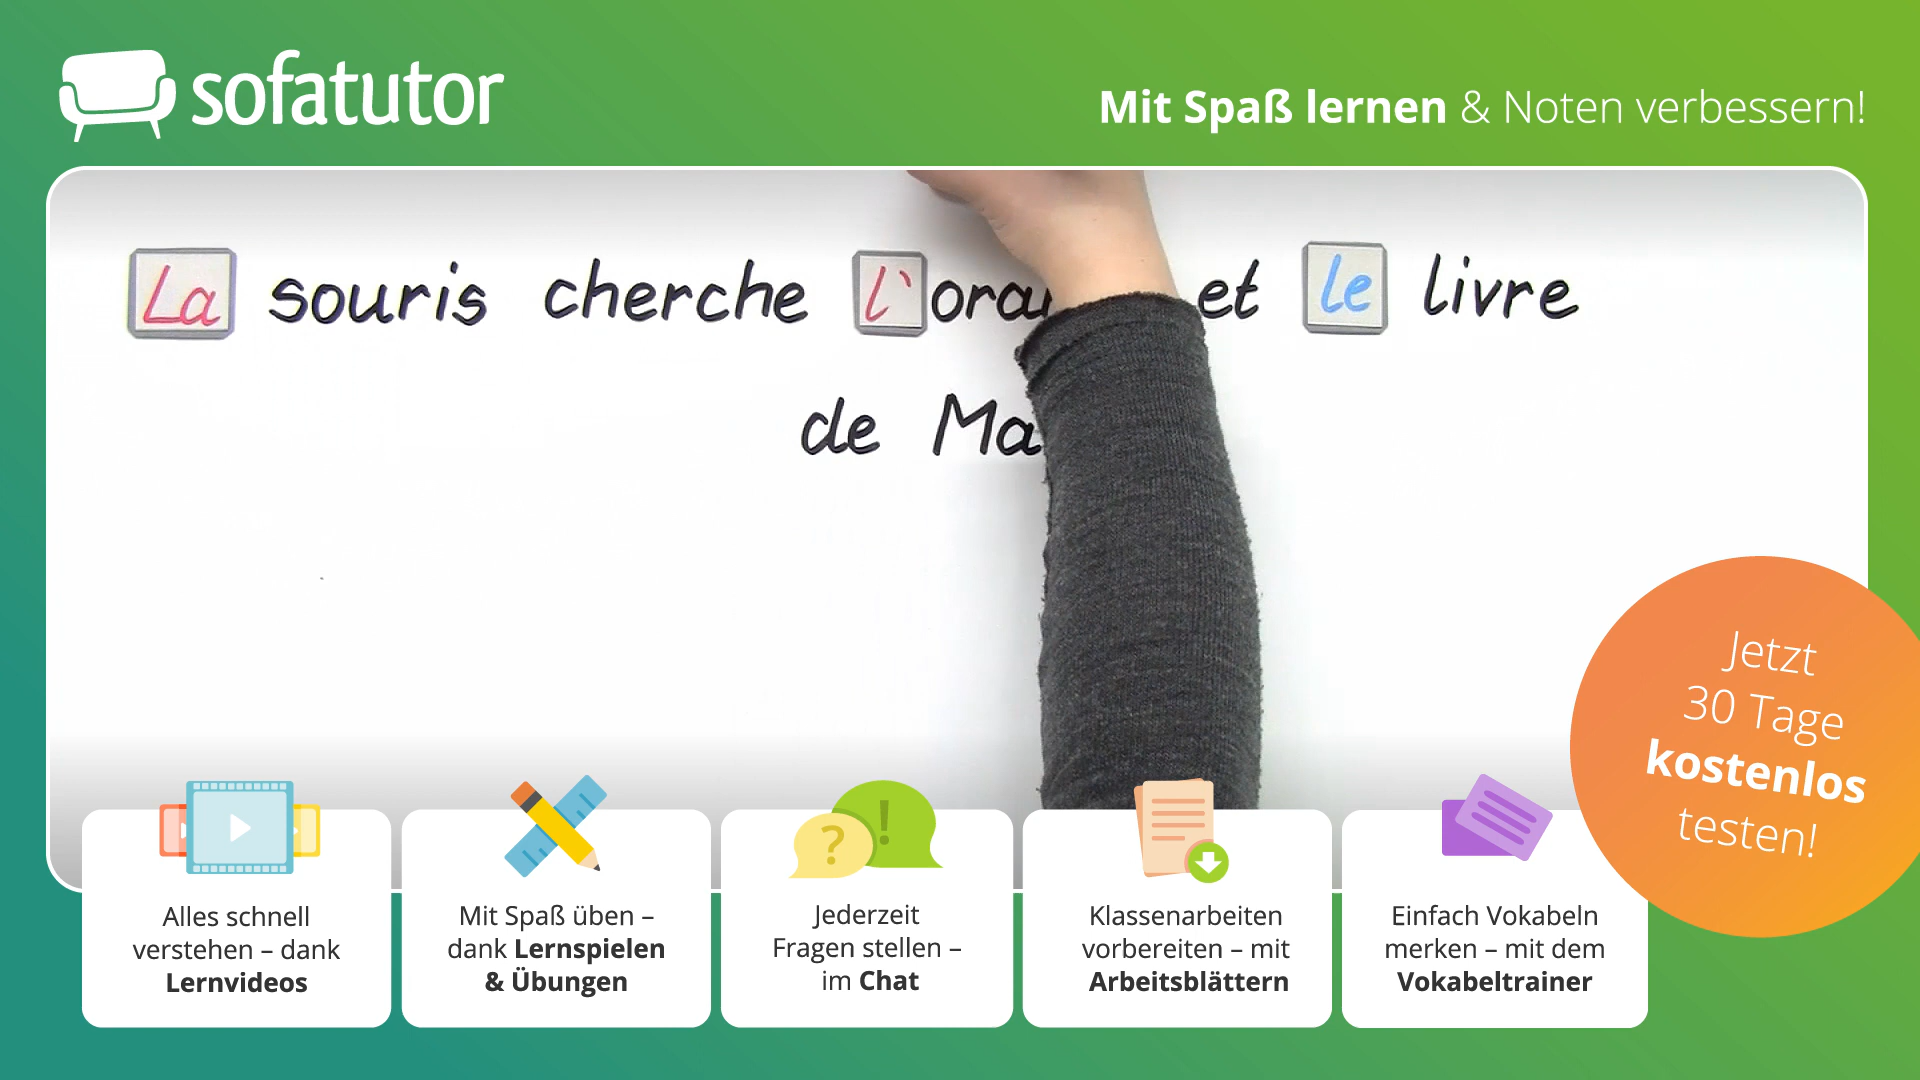 sofatutor
Mit Spaß lernen & Noten verbessern!
La souris cherche l' et le livre
de
Jetzt
30 Tage
kostenlos
testen!
?
!
Alles schnell
verstehen – dank
Lernvideos
Mit Spaß üben –
dank Lernspielen
& Übungen
Jederzeit
Fragen stellen –
im Chat
Klassenarbeiten
vorbereiten – mit
Arbeitsblättern
Einfach Vokabeln
merken – mit dem
Vokabeltrainer